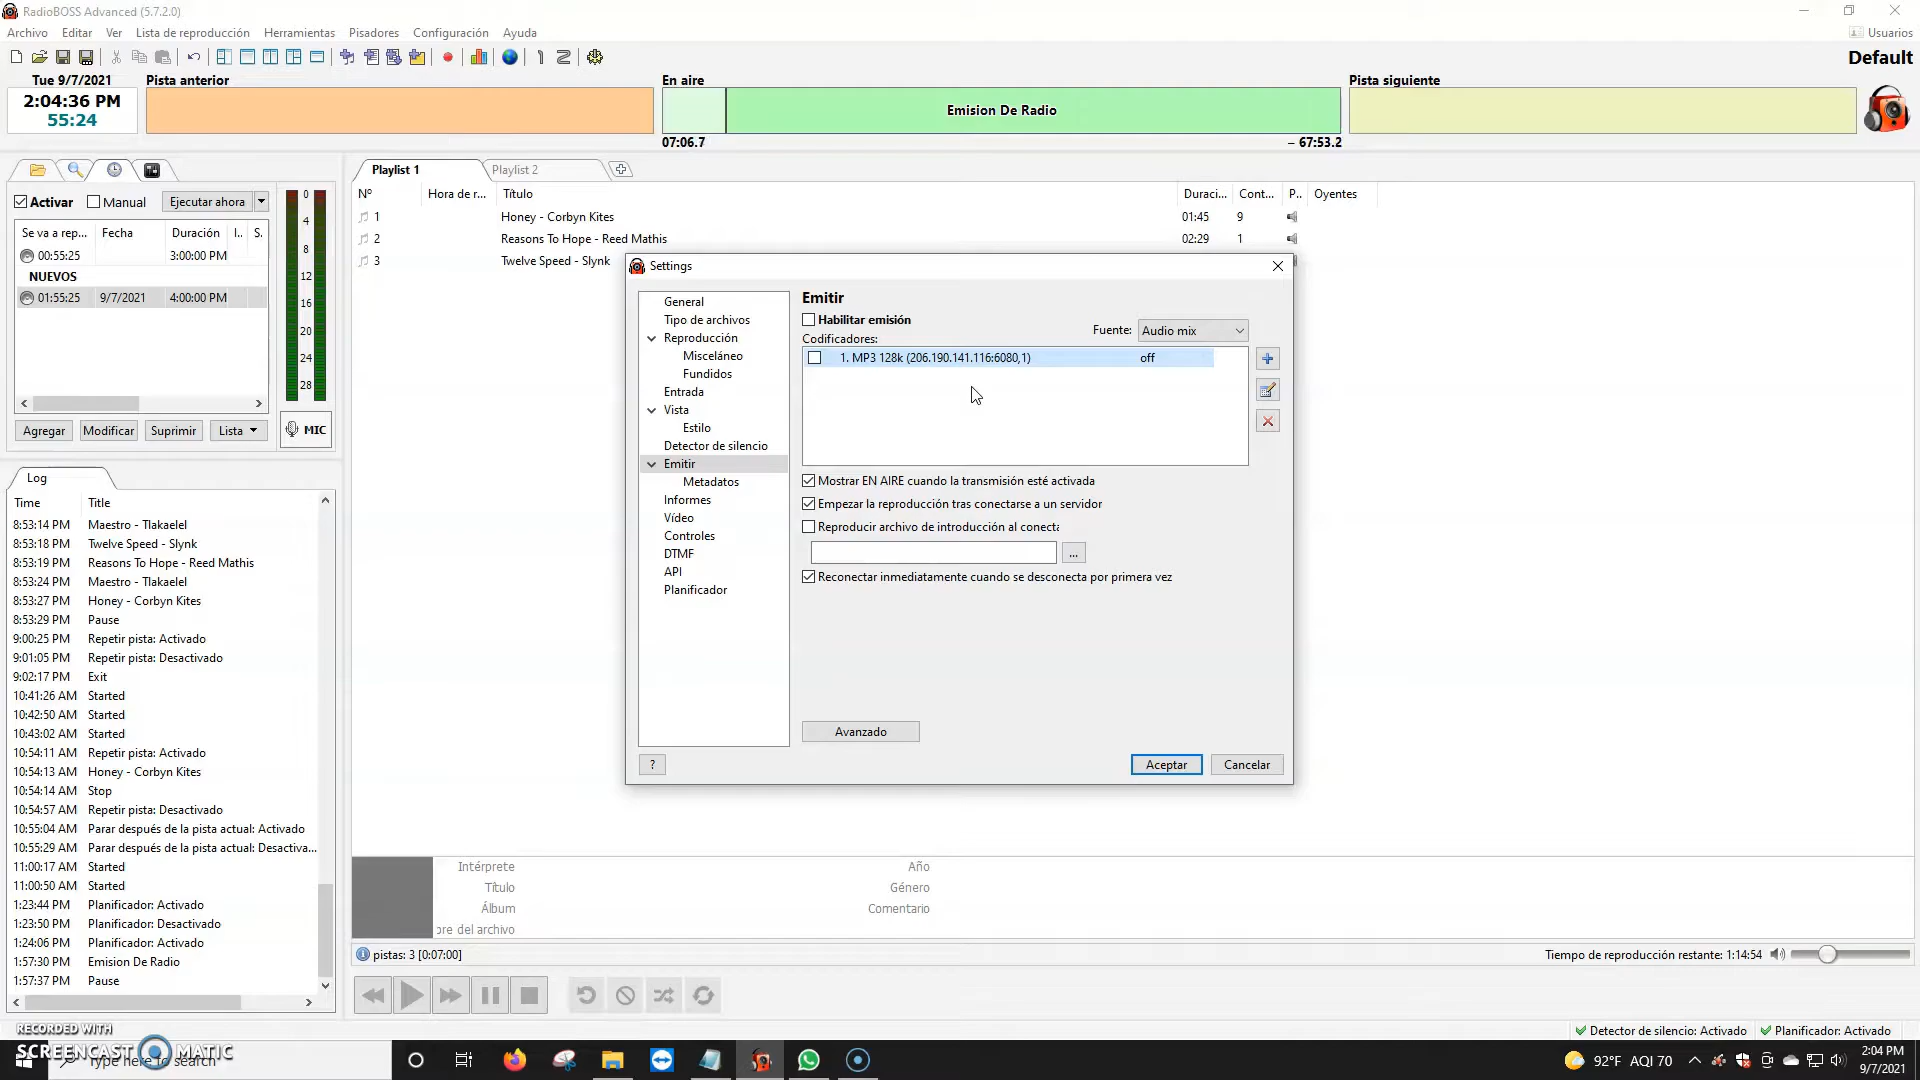 RadioBOSS Advanced (5.7.2.0)
Archivo Editar Ver Lista de reproducción Herramientas Pisadores Configuración Ayuda
Usuarios
Default
Tue 9/7/2021
2:04:36 PM
55:24
Pista anterior
En aire
Emision De Radio
07:06.7
– 67:53.2
Pista siguiente
Activar Manual Ejecutar ahora
Se va a rep... Fecha Duración I.. S.
00:55:25 3:00:00 PM
NUEVOS
01:55:25 9/7/2021 4:00:00 PM
Agregar Modificar Suprimir Lista
0
4
8
12
16
20
24
28
MIC
Playlist 1 Playlist 2
Nº Hora de r... Título Duraci... Cont... P.. Oyentes
1 Honey - Corbyn Kites 01:45 9
2 Reasons To Hope - Reed Mathis 02:29 1
3 Twelve Speed - Slynk
Log
Time Title
8:53:14 PM Maestro - Tlakaelel
8:53:18 PM Twelve Speed - Slynk
8:53:19 PM Reasons To Hope - Reed Mathis
8:53:24 PM Maestro - Tlakaelel
8:53:27 PM Honey - Corbyn Kites
8:53:29 PM Pause
9:00:25 PM Repetir pista: Activado
9:01:05 PM Repetir pista: Desactivado
9:02:17 PM Exit
10:41:26 AM Started
10:42:50 AM Started
10:43:02 AM Started
10:54:11 AM Repetir pista: Activado
10:54:13 AM Honey - Corbyn Kites
10:54:14 AM Stop
10:54:57 AM Repetir pista: Desactivado
10:55:04 AM Parar después de la pista actual: Activado
10:55:29 AM Parar después de la pista actual: Desactiva...
11:00:17 AM Started
11:00:50 AM Started
1:23:44 PM Planificador: Activado
1:23:50 PM Planificador: Desactivado
1:24:06 PM Planificador: Activado
1:57:30 PM Emision De Radio
1:57:37 PM Pause
Settings
General
Tipo de archivos
Reproducción
Misceláneo
Fundidos
Entrada
Vista
Estilo
Detector de silencio
Emitir
Metadatos
Informes
Vídeo
Controles
DTMF
API
Planificador
Emitir
Habilitar emisión
Fuente: Audio mix
Codificadores:
1. MP3 128k (206.190.141.116:6080,1) off
Mostrar EN AIRE cuando la transmisión esté activada
Empezar la reproducción tras conectarse a un servidor
Reproducir archivo de introducción al conecta
...
Reconectar inmediatamente cuando se desconecta por primera vez
Avanzado
? Aceptar Cancelar
Intérprete Año
Título Género
Álbum Comentario
ore del archivo
pistas: 3 [0:07:00]
Tiempo de reproducción restante: 1:14:54
Detector de silencio: Activado Planificador: Activado
RECORDED WITH
SCREENCAST MATIC
Type here to search
92°F AQI 70
2:04 PM
9/7/2021